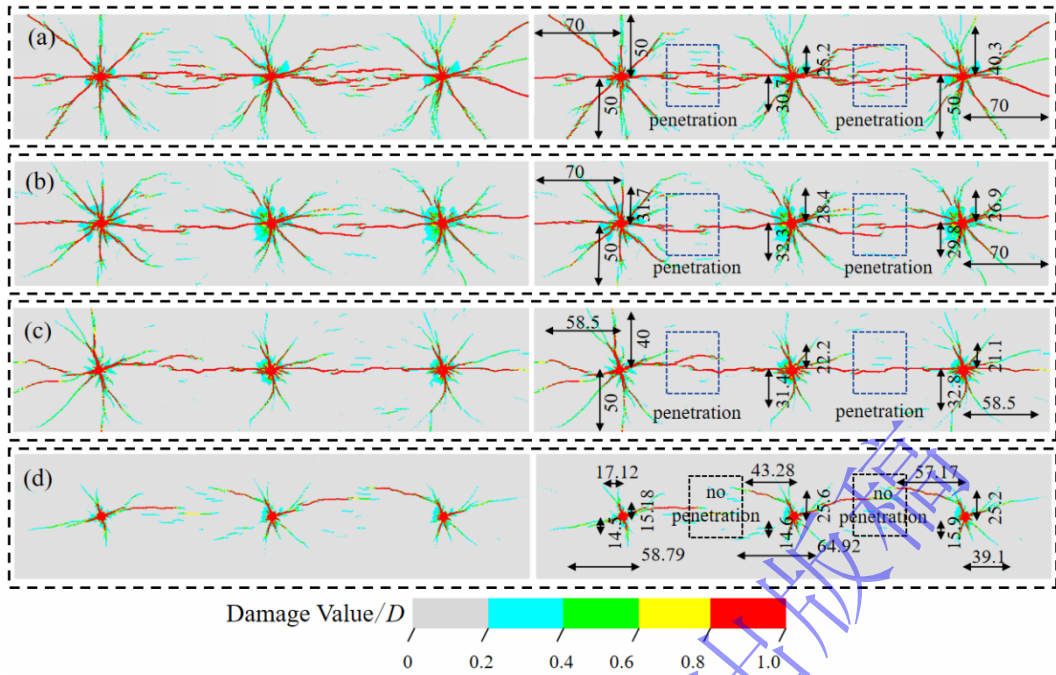 (a)
70
50
50
25.2
30.7
40.3
50
70
penetration
penetration
(b)
70
31.7
50
28.4
32.3
26.9
29.8
70
penetration
penetration
(c)
58.5
40
50
22.2
31.4
21.1
32.8
58.5
penetration
penetration
(d)
17.12
43.28
57.17
no
penetration
no
penetration
14.5
15.18
14.6
25.6
15.9
25.2
58.79
64.92
39.1
Damage Value/D
0 0.2 0.4 0.6 0.8 1.0
出版稿